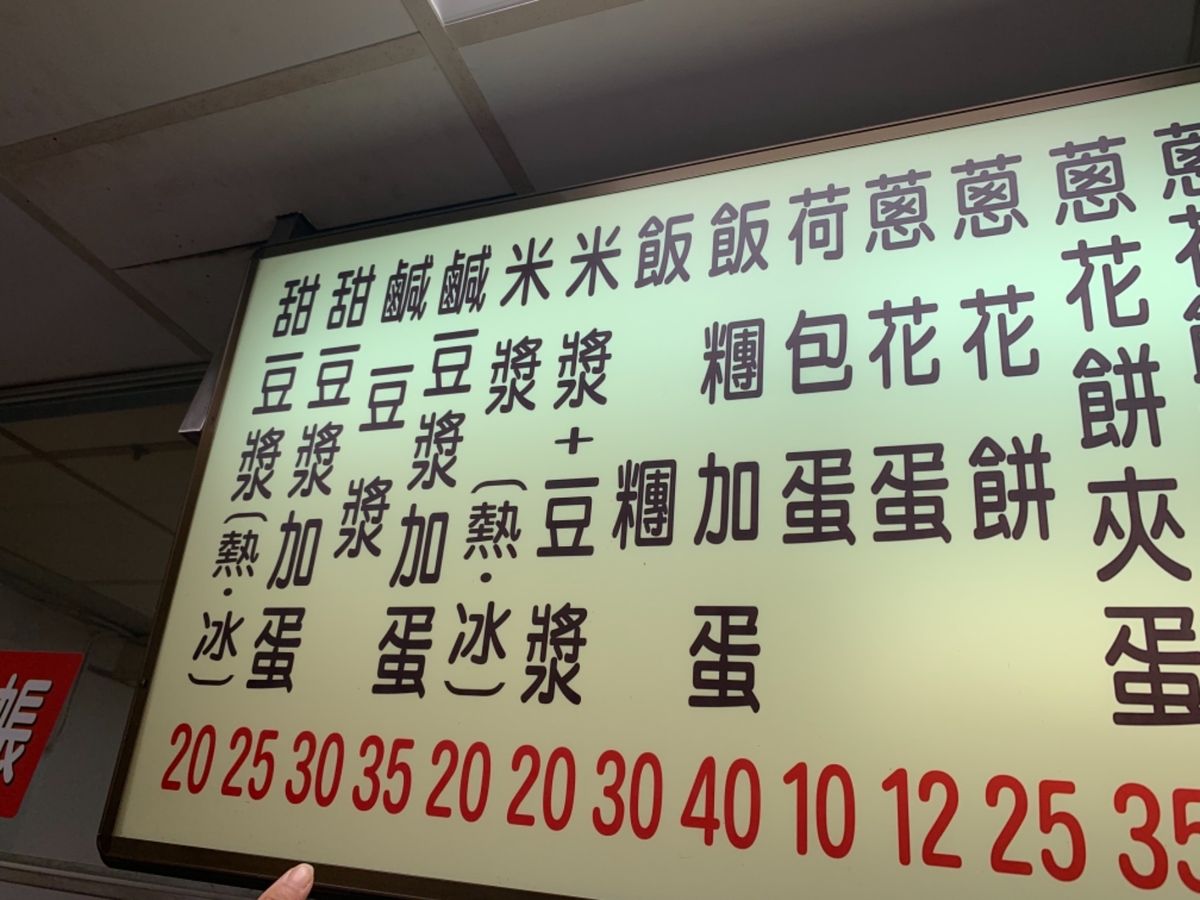 甜豆漿(熱·冰) 20
甜豆漿加蛋 25
鹹豆漿 30
鹹豆漿加蛋 35
米漿(熱·冰) 20
米漿+豆漿 20
飯糰 30
飯糰加蛋 40
荷包蛋 10
蔥花蛋 12
蔥花餅 25
蔥花餅夾蛋 35
帳